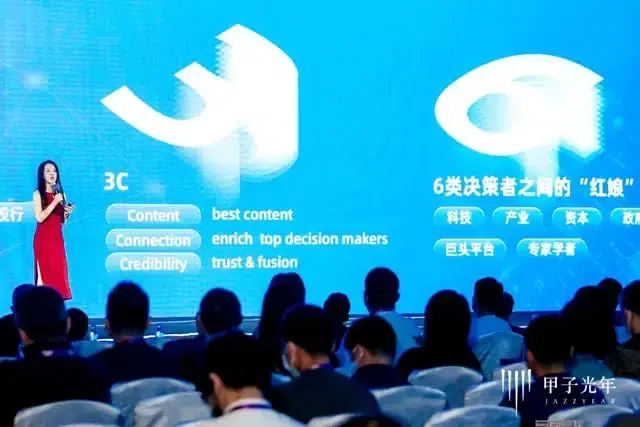 3C
Content best content
Connection enrich top decision makers
Credibility trust & fusion
6类决策者之间的“红娘”
科技 产业 资本 政府
巨头平台 专家学者
甲子光年
JAZZYEAR